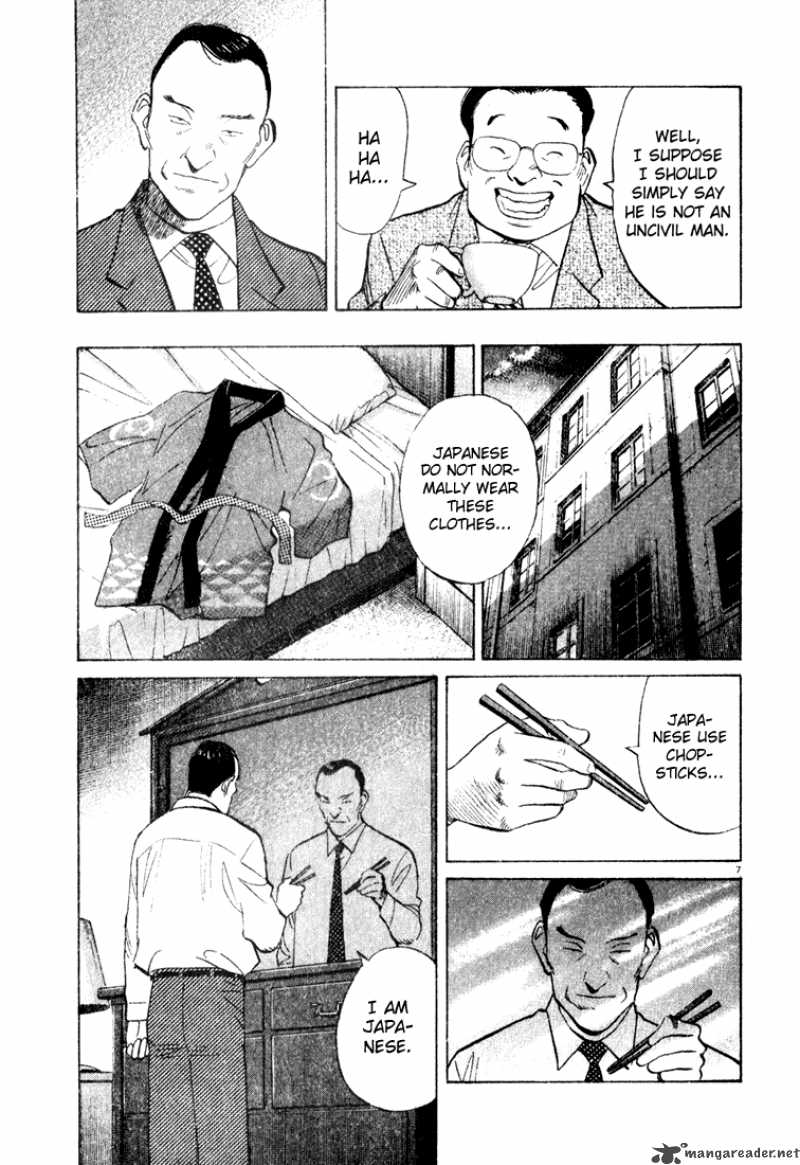 WELL,
I SUPPOSE
I SHOULD
SIMPLY SAY
HE IS NOT AN
UNCIVIL MAN.
HA
HA
HA...
JAPANESE
DO NOT NOR-
MALLY WEAR
THESE
CLOTHES...
JAPA-
NESE USE
CHOP-
STICKS...
7
I AM
JAPA-
NESE.
mangareader.net